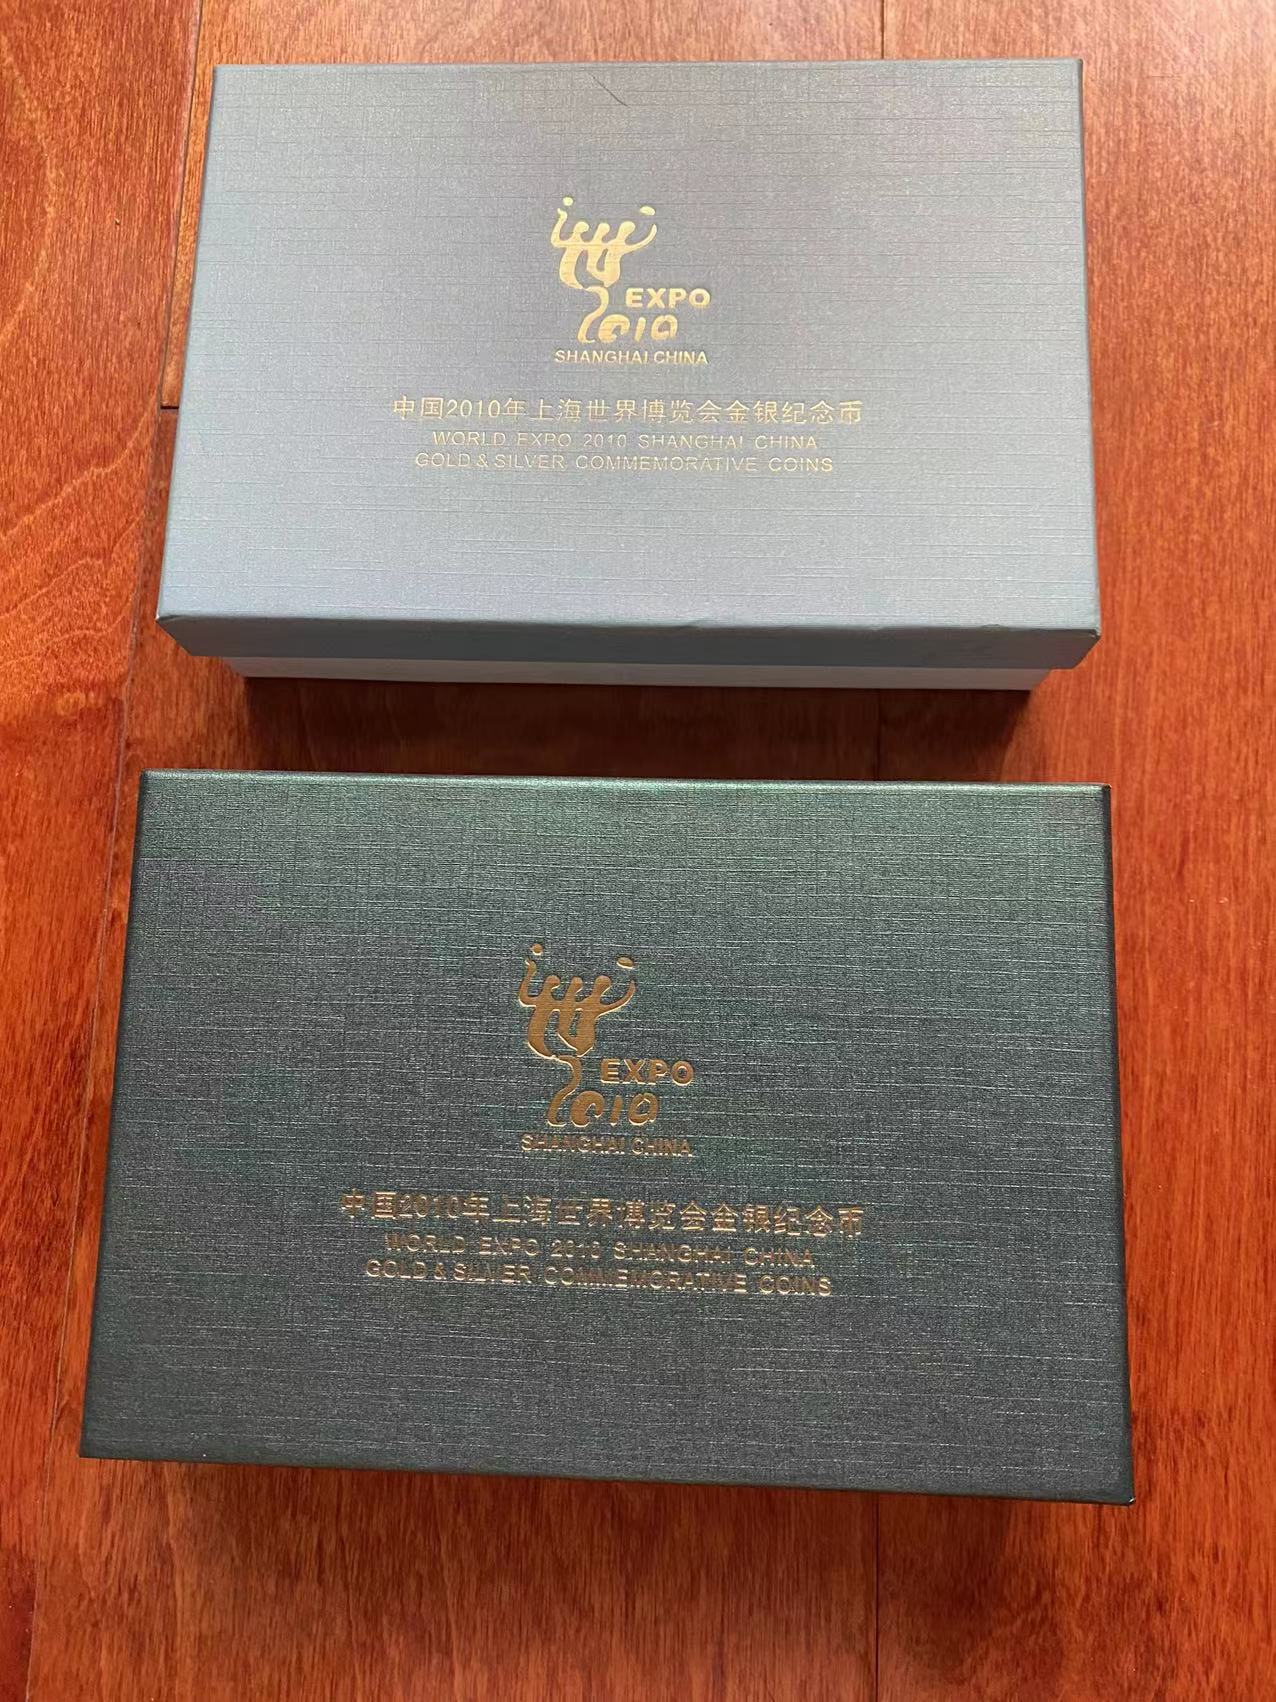 EXPO
2010
SHANGHAI CHINA
中国2010年上海世界博览会金银纪念币
WORLD EXPO 2010 SHANGHAI CHINA
GOLD & SILVER COMMEMORATIVE COINS
EXPO
2010
SHANGHAI CHINA
中国2010年上海世界博览会金银纪念币
WORLD EXPO 2010 SHANGHAI CHINA
GOLD & SILVER COMMEMORATIVE COINS